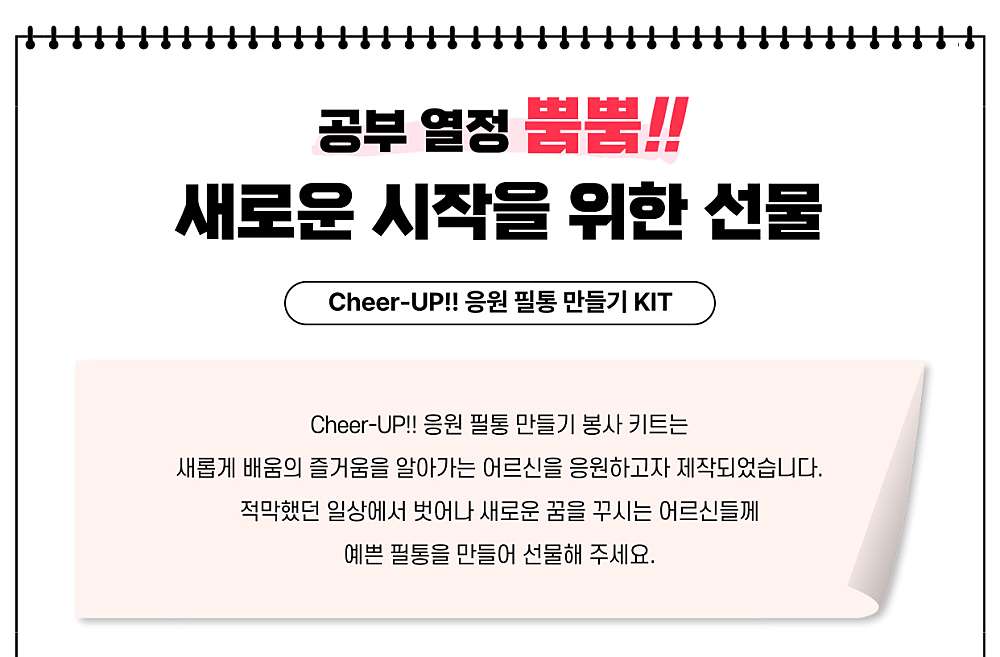 공부 열정 뿜뿜!!
새로운 시작을 위한 선물
Cheer-UP!! 응원 필통 만들기 KIT
Cheer-UP!! 응원 필통 만들기 봉사 키트는
새롭게 배움의 즐거움을 알아가는 어르신을 응원하고자 제작되었습니다.
적막했던 일상에서 벗어나 새로운 꿈을 꾸시는 어르신들께
예쁜 필통을 만들어 선물해 주세요.